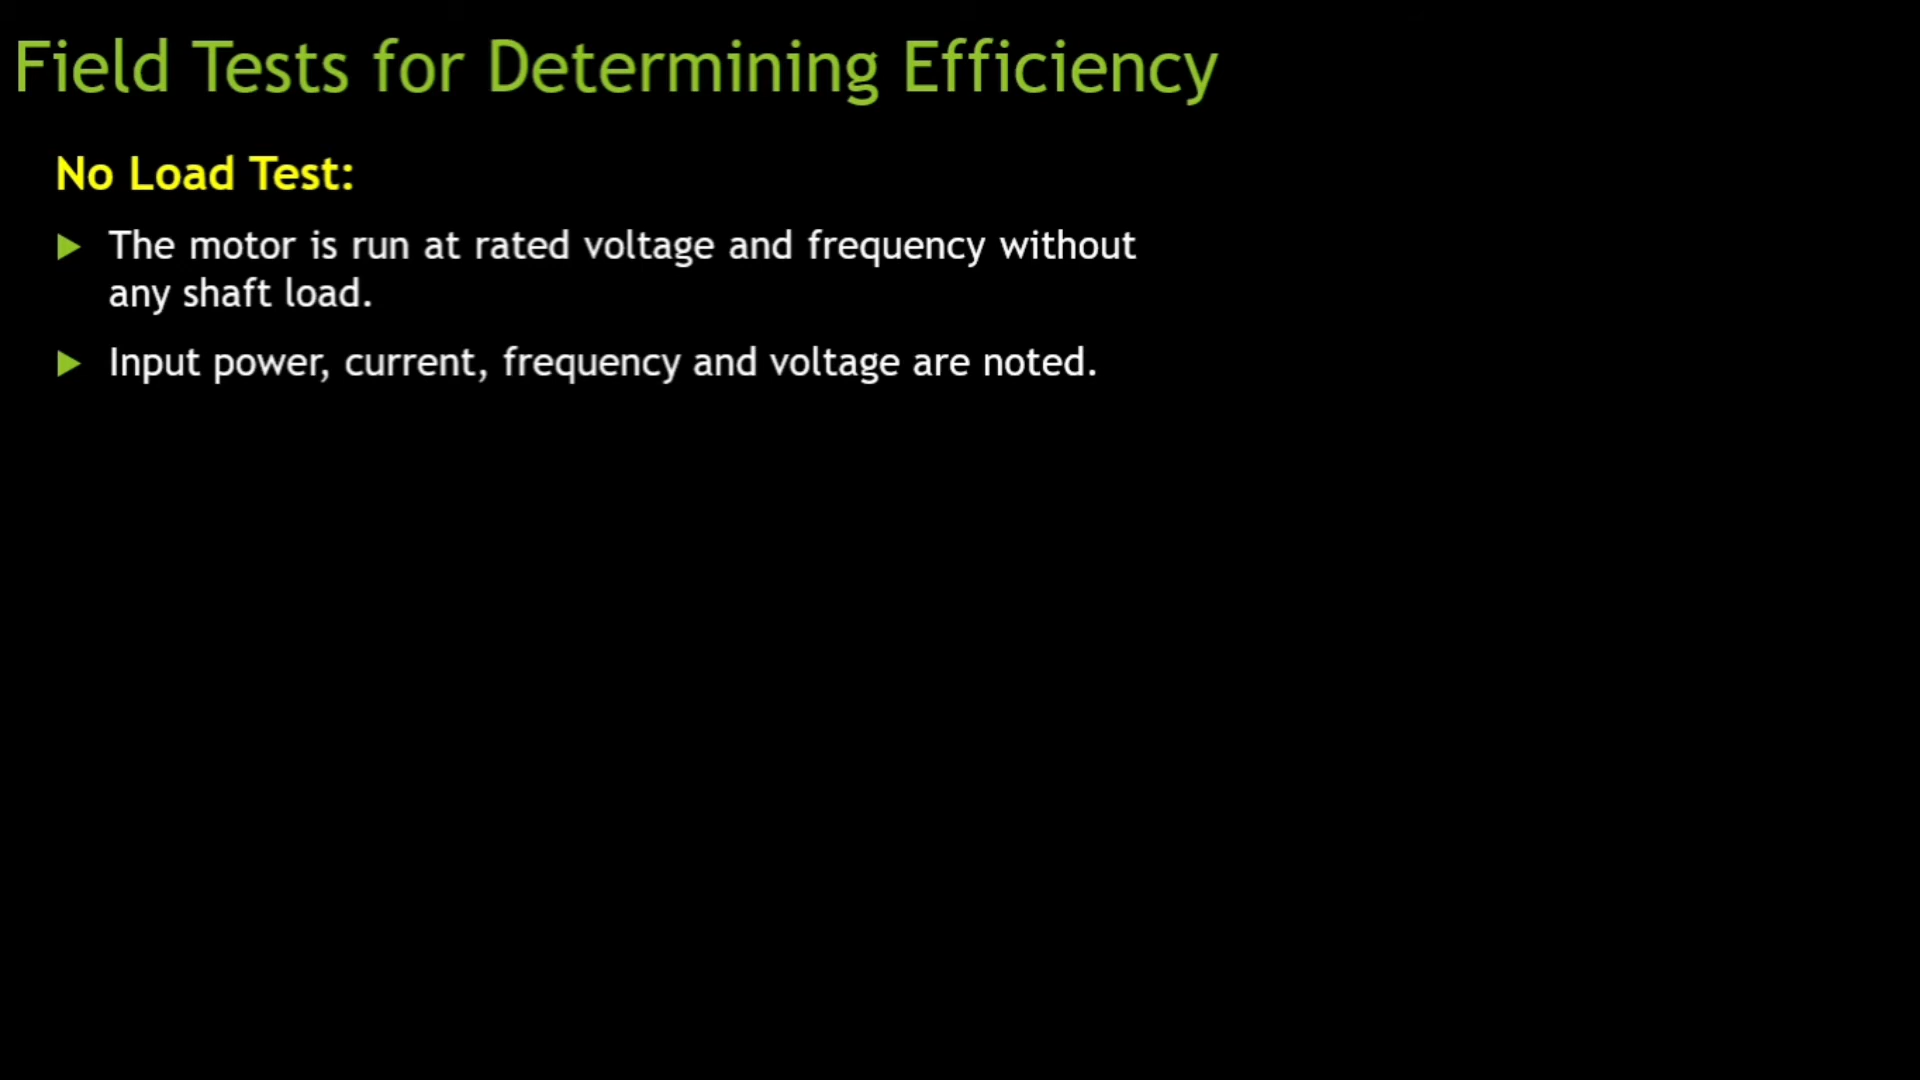 Field Tests for Determining Efficiency
No Load Test:
The motor is run at rated voltage and frequency without
any shaft load.
Input power, current, frequency and voltage are noted.